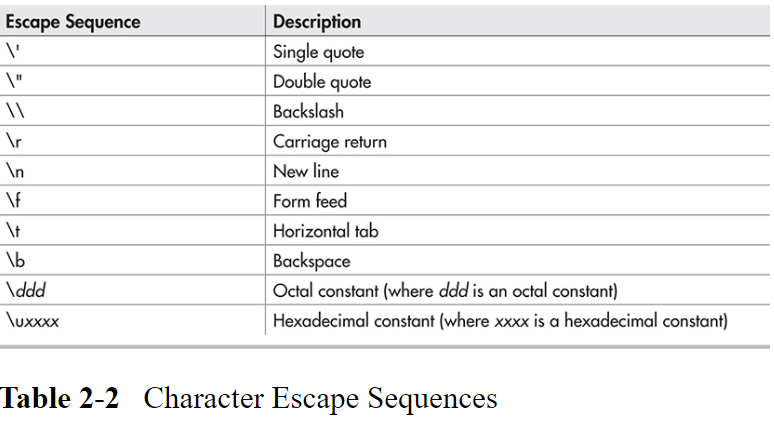 Escape Sequence Description
\' Single quote
\" Double quote
\\ Backslash
\r Carriage return
\n New line
\f Form feed
\t Horizontal tab
\b Backspace
\ddd Octal constant (where ddd is an octal constant)
\uxxxx Hexadecimal constant (where xxxx is a hexadecimal constant)
Table 2-2 Character Escape Sequences